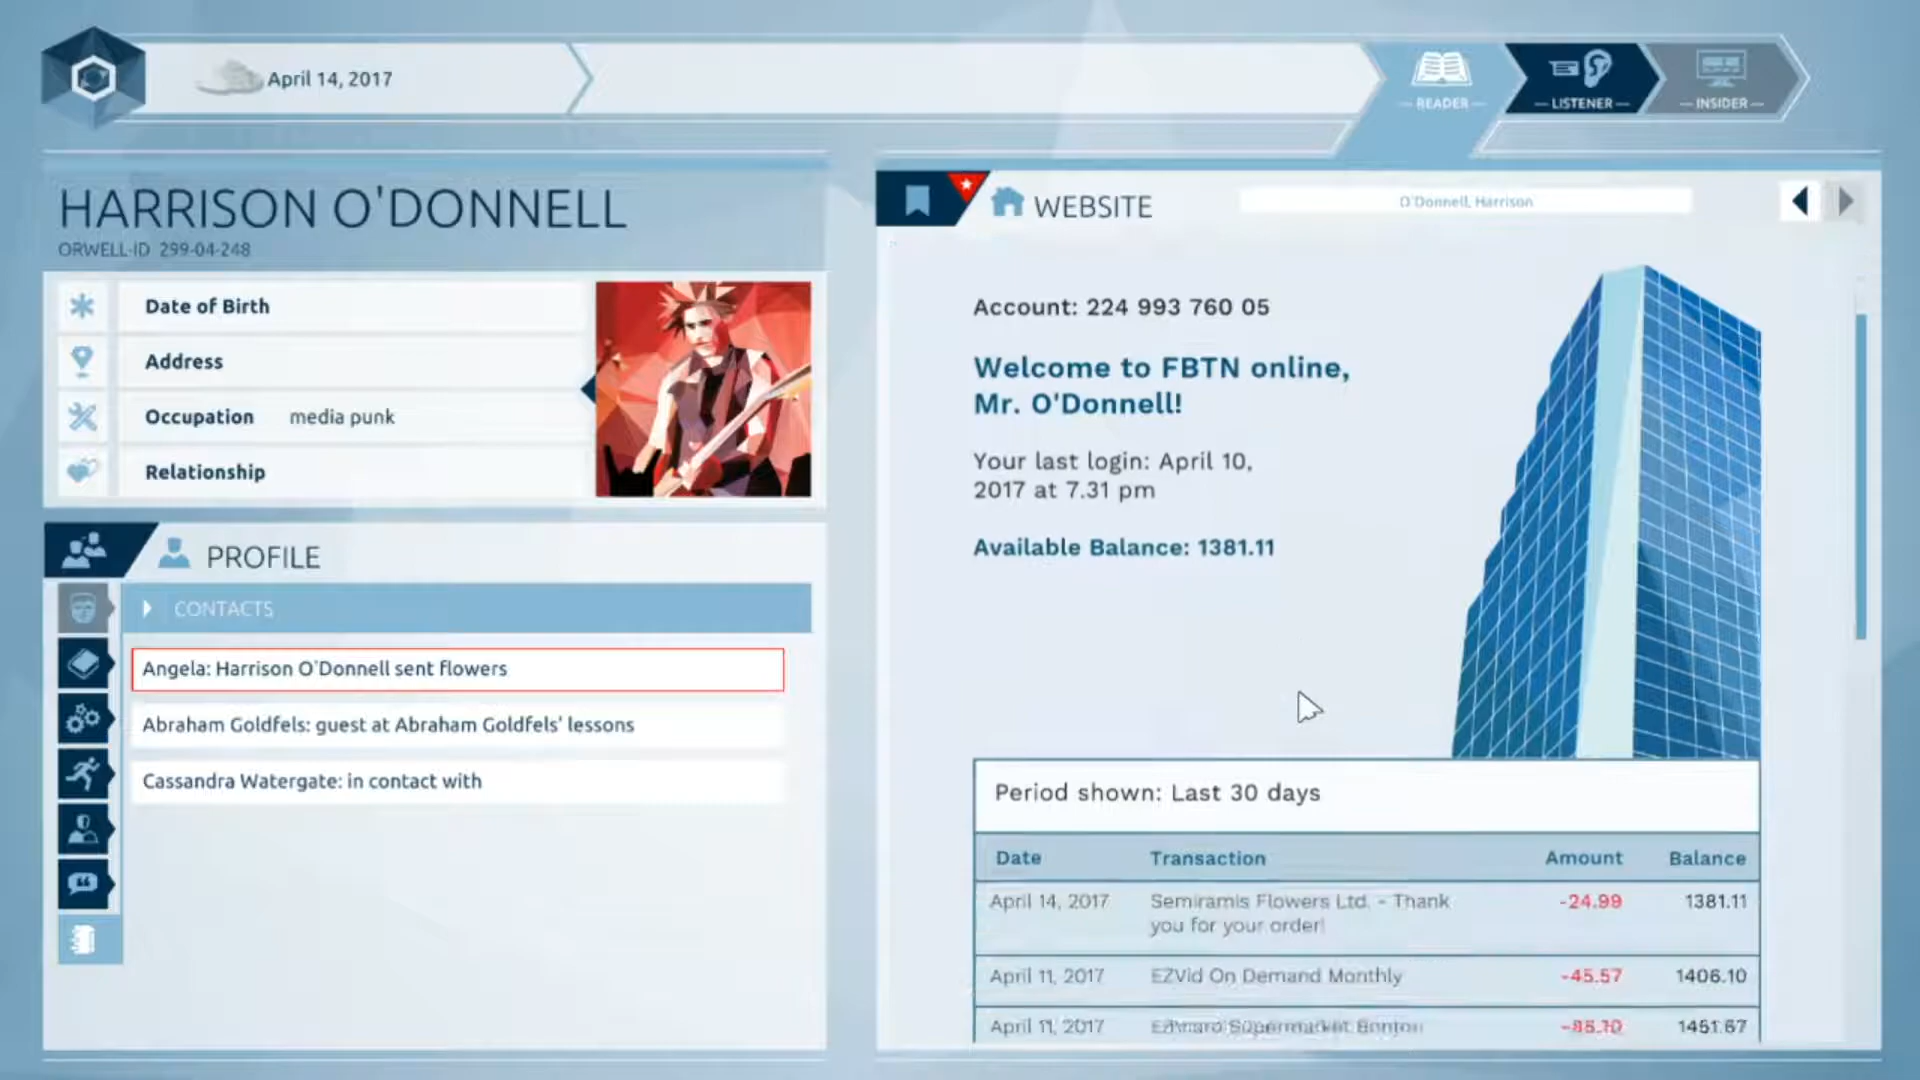 April 14, 2017
READER
LISTENER
INSIDER
HARRISON O'DONNELL
ORWELL-ID 299-04-248
Date of Birth
Address
Occupation media punk
Relationship
PROFILE
CONTACTS
Angela: Harrison O'Donnell sent flowers
Abraham Goldfels: guest at Abraham Goldfels' lessons
Cassandra Watergate: in contact with
WEBSITE
O'Donnell, Harrison
Account: 224 993 760 05
Welcome to FBTN online,
Mr. O'Donnell!
Your last login: April 10,
2017 at 7.31 pm
Available Balance: 1381.11
Period shown: Last 30 days
Date Transaction Amount Balance
April 14, 2017 Semiramis Flowers Ltd. - Thank -24.99 1381.11
you for your order!
April 11, 2017 EZVid On Demand Monthly -45.57 1406.10
April 11, 2017 Supermarket Bonton 1451.67